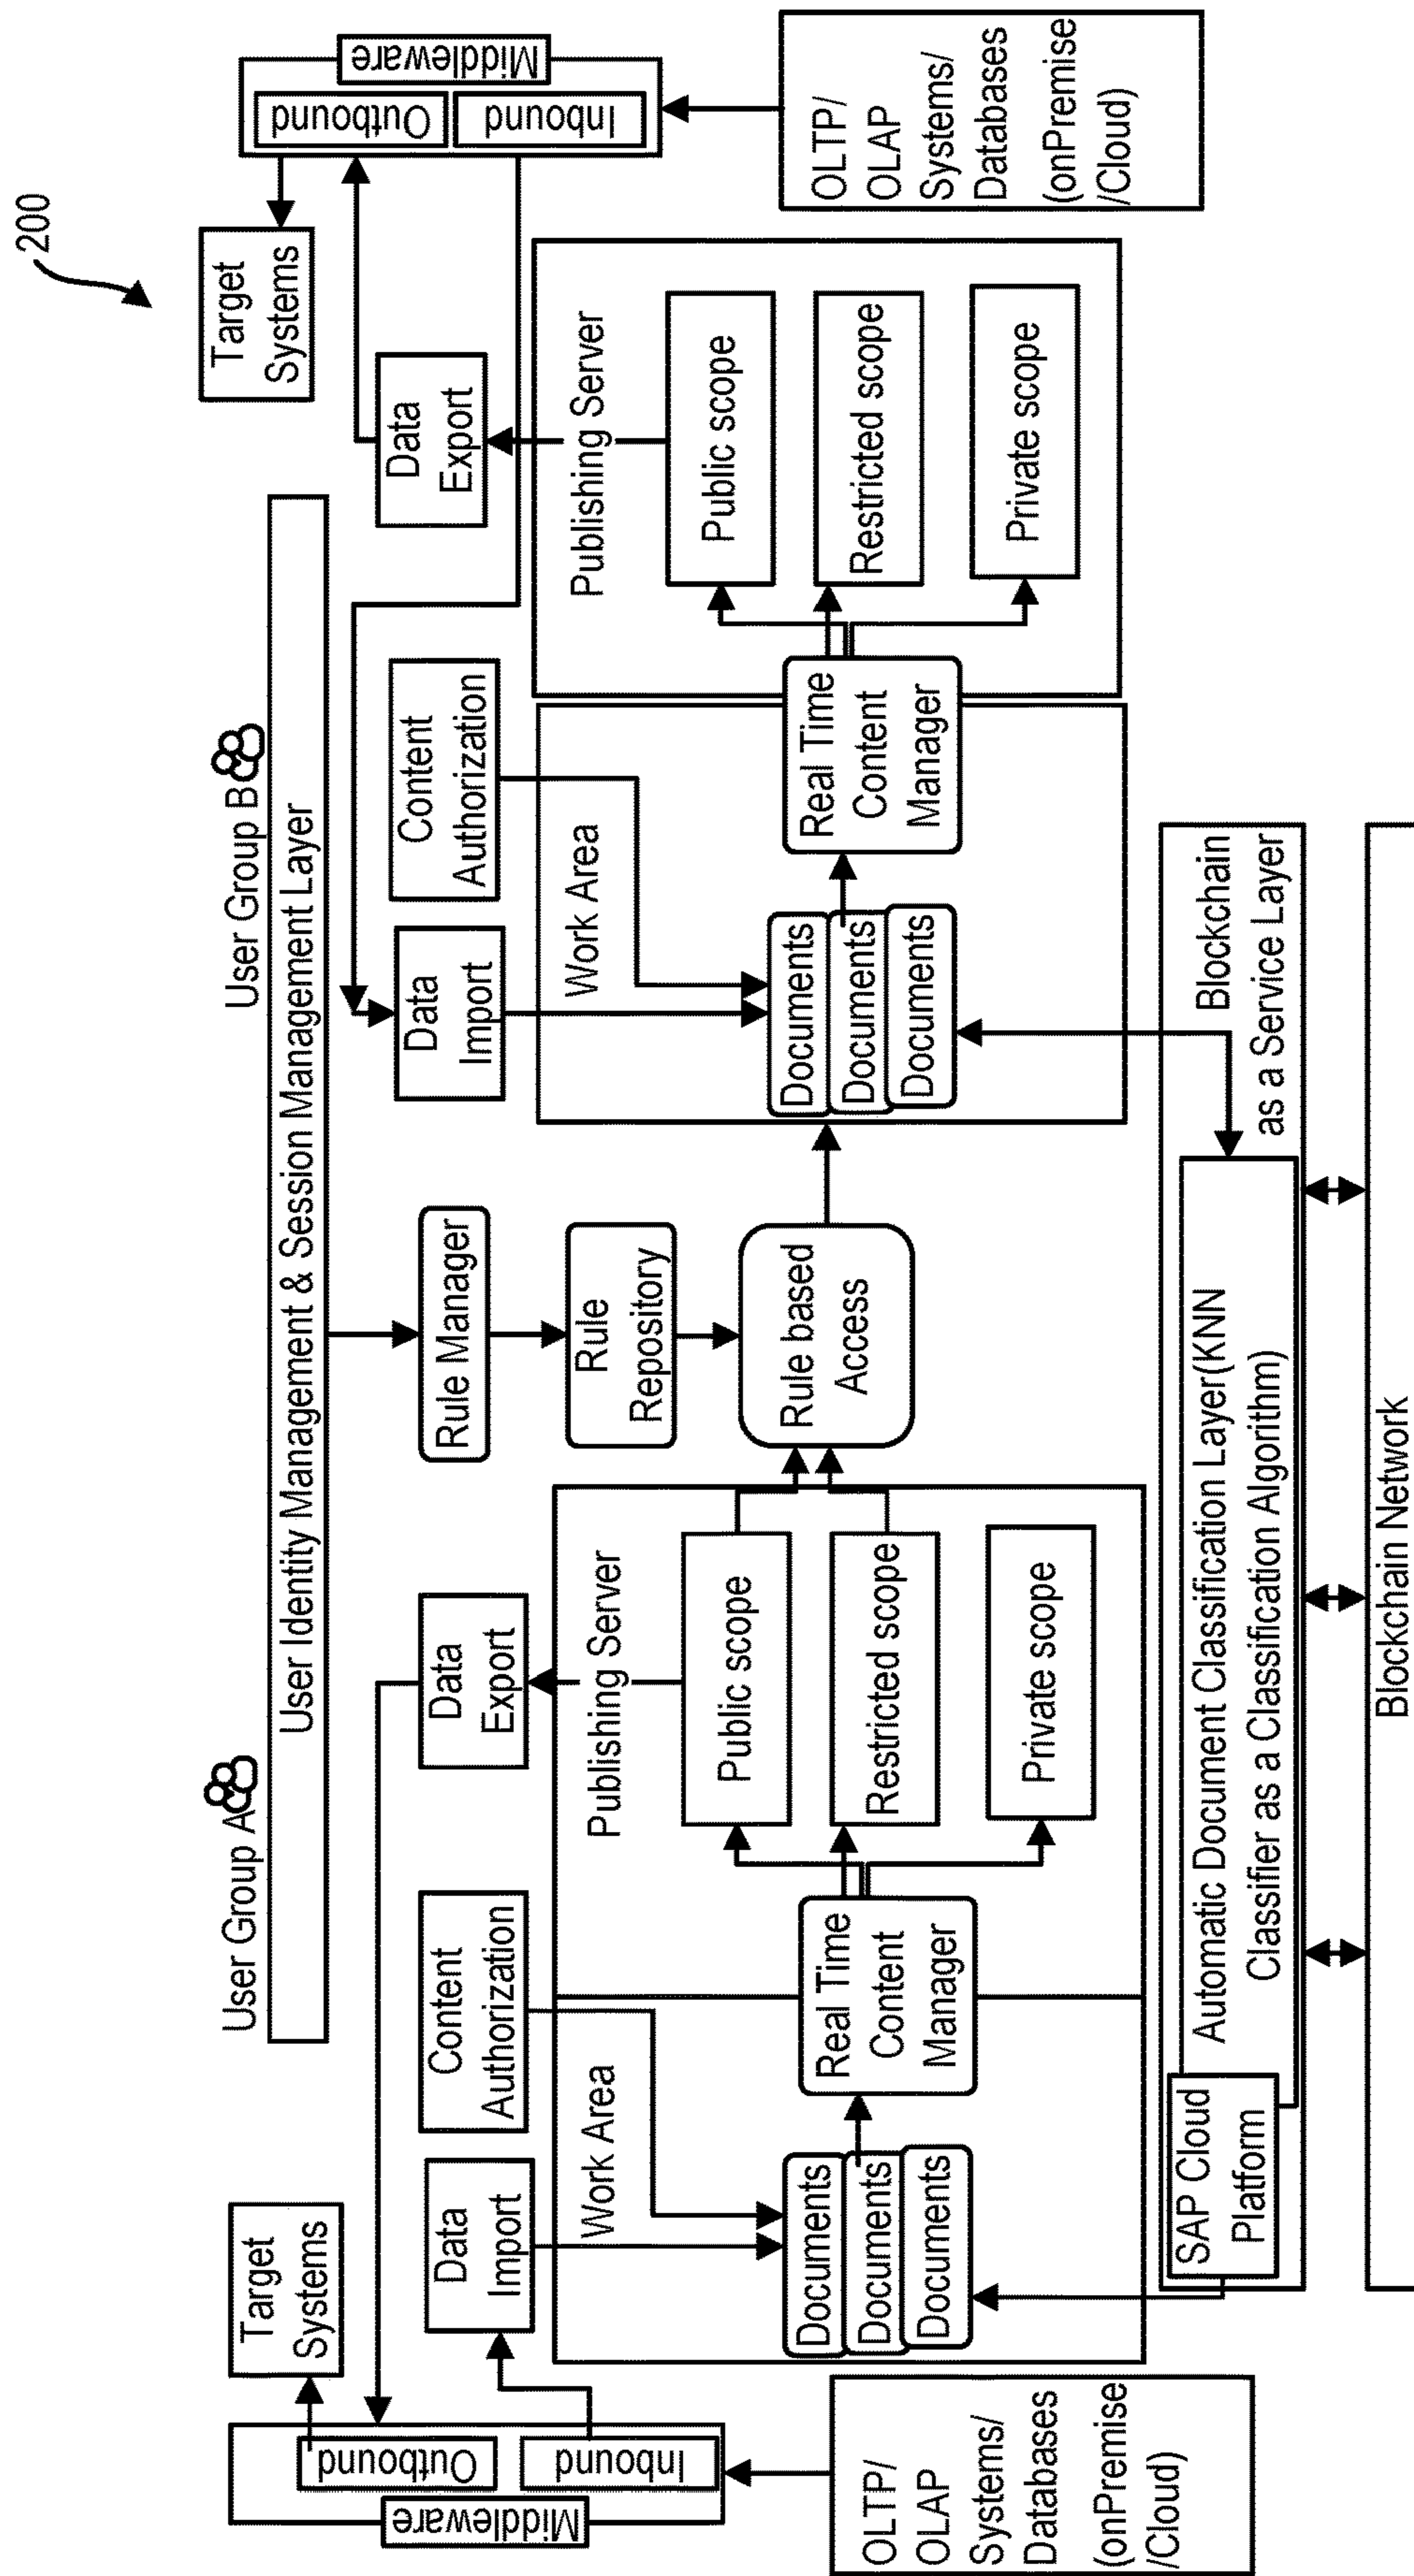 200
User Group A
User Group B
User Identity Management & Session Management Layer
Target
Systems
Middleware
Outbound
Inbound
OLTP/
OLAP
Systems/
Databases
(onPremise
/Cloud)
Data
Import
Content
Authorization
Data
Export
Work Area
Documents
Documents
Documents
Real Time
Content
Manager
Publishing Server
Public scope
Restricted scope
Private scope
Rule Manager
Rule
Repository
Rule based
Access
Data
Import
Content
Authorization
Data
Export
Work Area
Documents
Documents
Documents
Real Time
Content
Manager
Publishing Server
Public scope
Restricted scope
Private scope
Target
Systems
Middleware
Outbound
Inbound
OLTP/
OLAP
Systems/
Databases
(onPremise
/Cloud)
SAP Cloud
Platform
Automatic Document Classification Layer(KNN
Classifier as a Classification Algorithm)
Blockchain
as a Service Layer
Blockchain Network